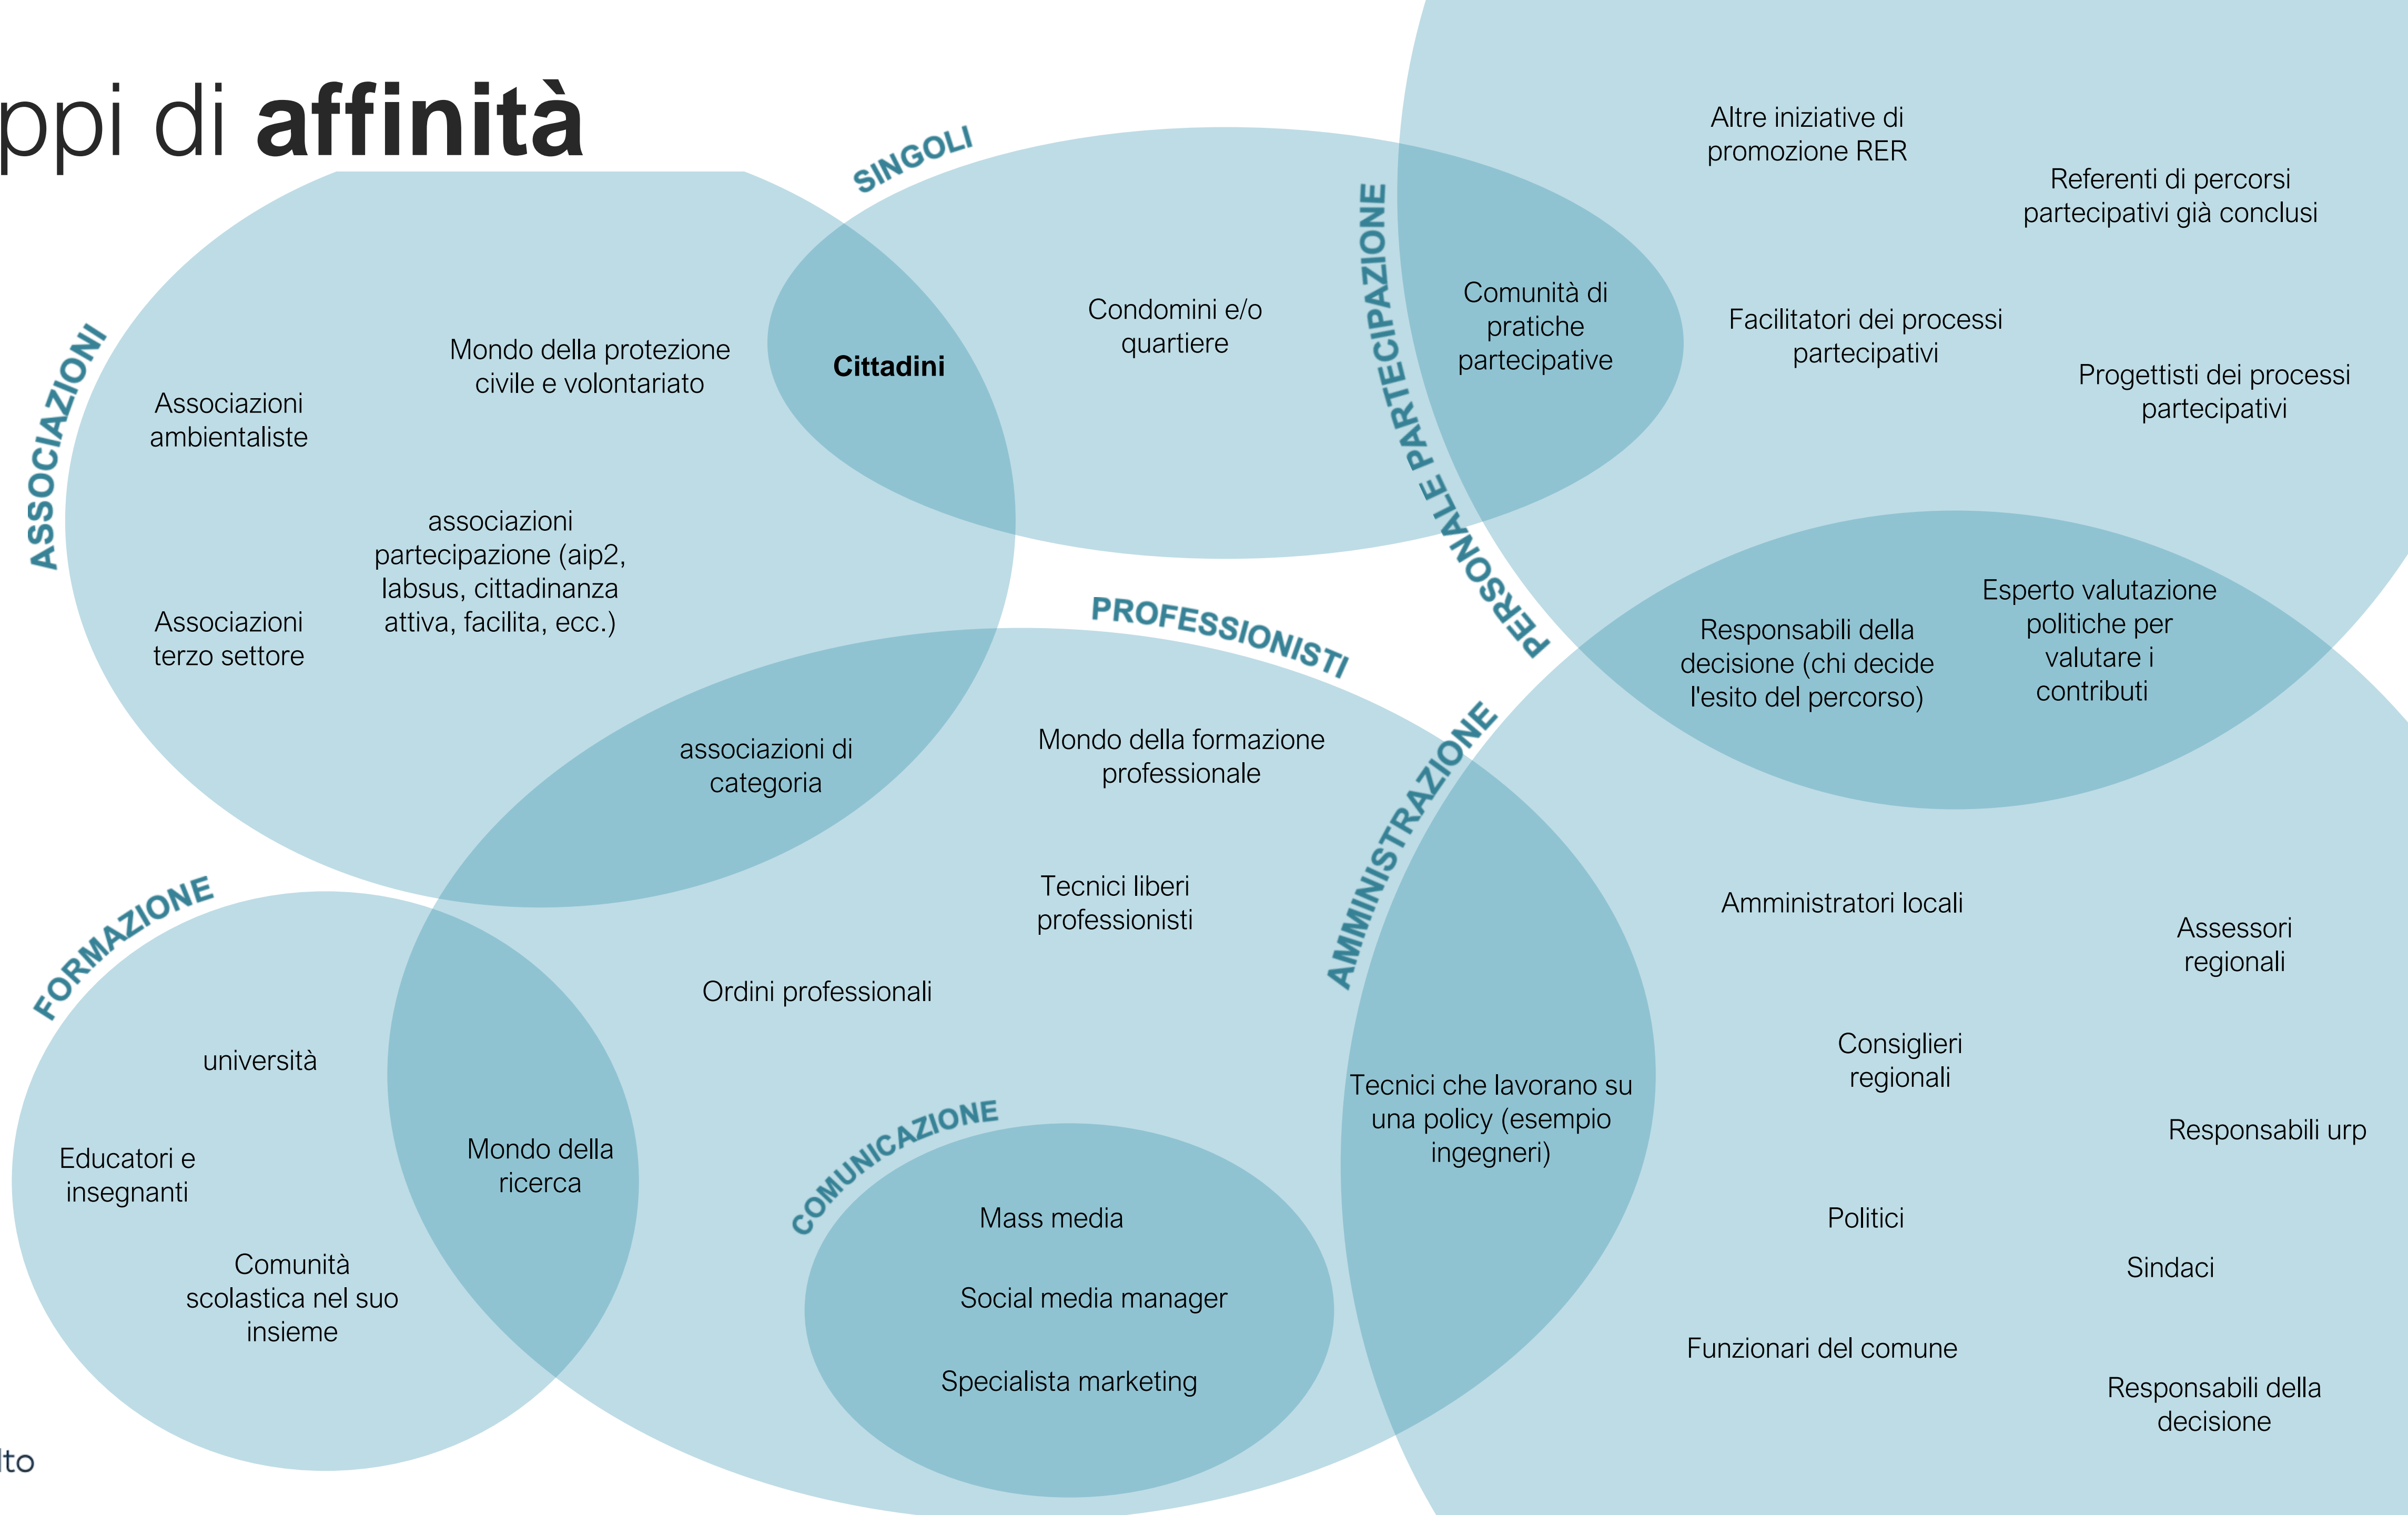 ppi di affinità
SINGOLI
ASSOCIAZIONI
Mondo della protezione
civile e volontariato
Associazioni
ambientaliste
associazioni
partecipazione (aip2,
labsus, cittadinanza
attiva, facilita, ecc.)
Associazioni
terzo settore
Cittadini
Condomini e/o
quartiere
PERSONALE PARTECIPAZIONE
Comunità di
pratiche
partecipative
Altre iniziative di
promozione RER
Referenti di percorsi
partecipativi già conclusi
Facilitatori dei processi
partecipativi
Progettisti dei processi
partecipativi
Responsabili della
decisione (chi decide
l'esito del percorso)
Esperto valutazione
politiche per
valutare i
contributi
PROFESSIONISTI
associazioni di
categoria
Mondo della formazione
professionale
Tecnici liberi
professionisti
Ordini professionali
FORMAZIONE
università
Educatori e
insegnanti
Comunità
scolastica nel suo
insieme
Mondo della
ricerca
COMUNICAZIONE
Mass media
Social media manager
Specialista marketing
AMMINISTRAZIONE
Tecnici che lavorano su
una policy (esempio
ingegneri)
Amministratori locali
Assessori
regionali
Consiglieri
regionali
Responsabili urp
Politici
Sindaci
Funzionari del comune
Responsabili della
decisione
lto